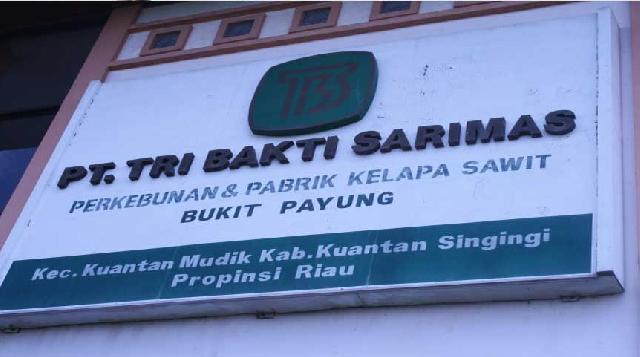 TBS
PT. TRI BAKTI SARIMAS
PERKEBUNAN & PABRIK KELAPA SAWIT
BUKIT PAYUNG
Kec. Kuantan Mudik Kab. Kuantan Singingi
Propinsi Riau